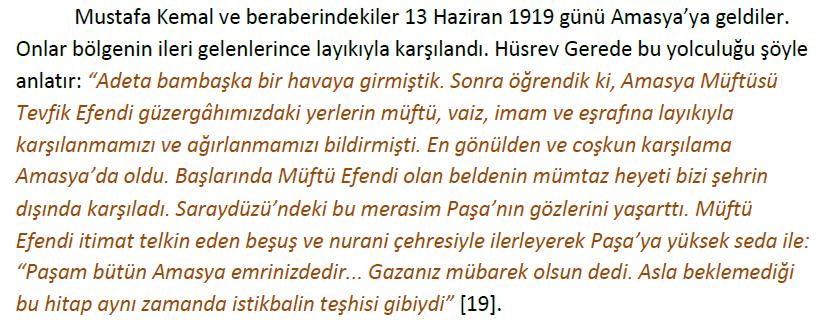 Mustafa Kemal ve beraberindekiler 13 Haziran 1919 günü Amasya’ya geldiler.
Onlar bölgenin ileri gelenlerince layıkıyla karşılandı. Hüsrev Gerede bu yolculuğu şöyle
anlatır: “Adeta bambaşka bir havaya girmiştik. Sonra öğrendik ki, Amasya Müftüsü
Tevfik Efendi güzergâhımızdaki yerlerin müftü, vaiz, imam ve eşrafına layıkıyla
karşılanmamızı ve ağırlanmamızı bildirmişti. En gönülden ve coşkun karşılama
Amasya’da oldu. Başlarında Müftü Efendi olan beldenin mümtaz heyeti bizi şehrin
dışında karşıladı. Saraydüzü’ndeki bu merasim Paşa’nın gözlerini yaşarttı. Müftü
Efendi itimat telkin eden beşuş ve nurani çehresiyle ilerleyerek Paşa’ya yüksek seda ile:
“Paşam bütün Amasya emrinizdedir... Gazanız mübarek olsun dedi. Asla beklemediği
bu hitap aynı zamanda istikbalin teşhisi gibiydi” [19].